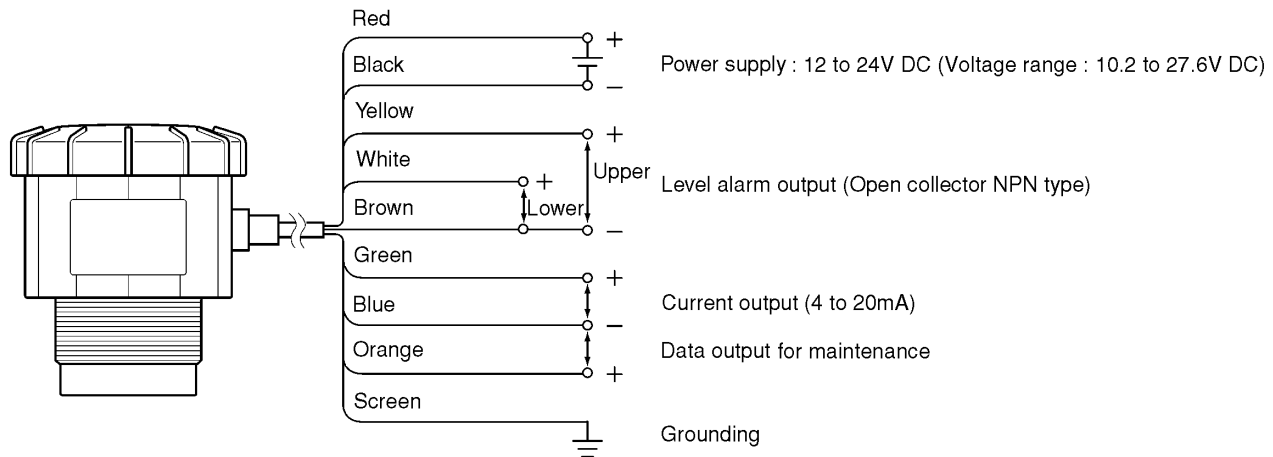 Red
+
Black
Power supply : 12 to 24V DC (Voltage range : 10.2 to 27.6V DC)
−
Yellow
+
White
Upper
+
Level alarm output (Open collector NPN type)
Brown
Lower
−
Green
+
Blue
Current output (4 to 20mA)
−
Orange
Data output for maintenance
+
Screen
Grounding